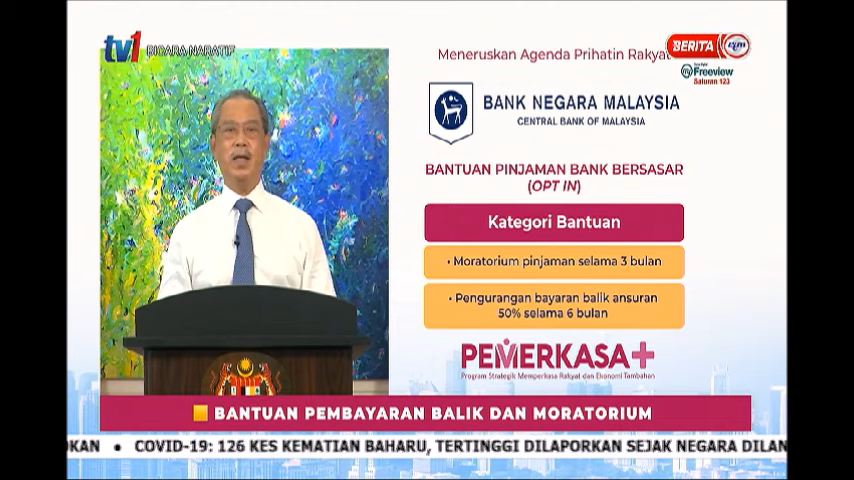 tv1
BICARA NARATIF
Meneruskan Agenda Prihatin Rakyat
BERITA rtm
my Freeview
Saluran 123
BANK NEGARA MALAYSIA
CENTRAL BANK OF MALAYSIA
BANTUAN PINJAMAN BANK BERSASAR
(OPT IN)
Kategori Bantuan
• Moratorium pinjaman selama 3 bulan
• Pengurangan bayaran balik ansuran
50% selama 6 bulan
PEMERKASA+
Program Strategik Memperkasa Rakyat dan Ekonomi Tambahan
BANTUAN PEMBAYARAN BALIK DAN MORATORIUM
OKAN • COVID-19: 126 KES KEMATIAN BAHARU, TERTINGGI DILAPORKAN SEJAK NEGARA DILAN